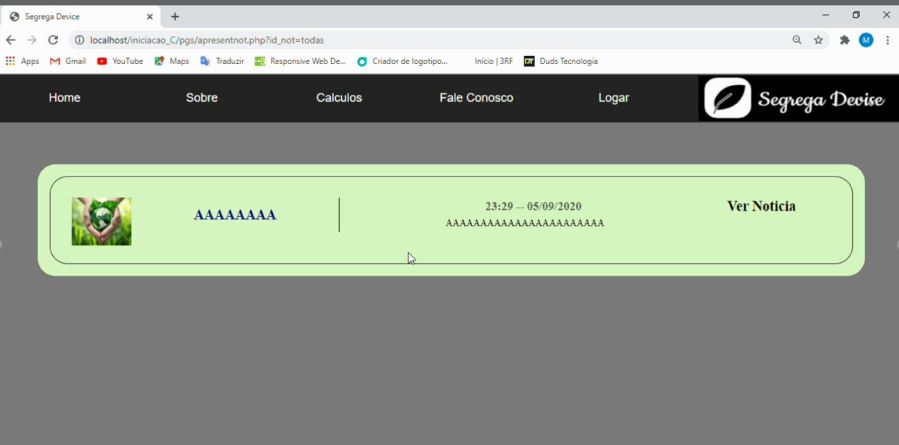 Segrega Device
localhost/iniciacao_C/pgs/apresentnot.php?id_not=todas
M
Apps Gmail YouTube Maps Traduzir Responsive Web De... Criador de logotipo... Início | 3RF DT Duds Tecnologia
Home Sobre Calculos Fale Conosco Logar Segrega Devise
AAAAAAAA
23:29 -- 05/09/2020
AAAAAAAAAAAAAAAAAAAAAAAA
Ver Noticia